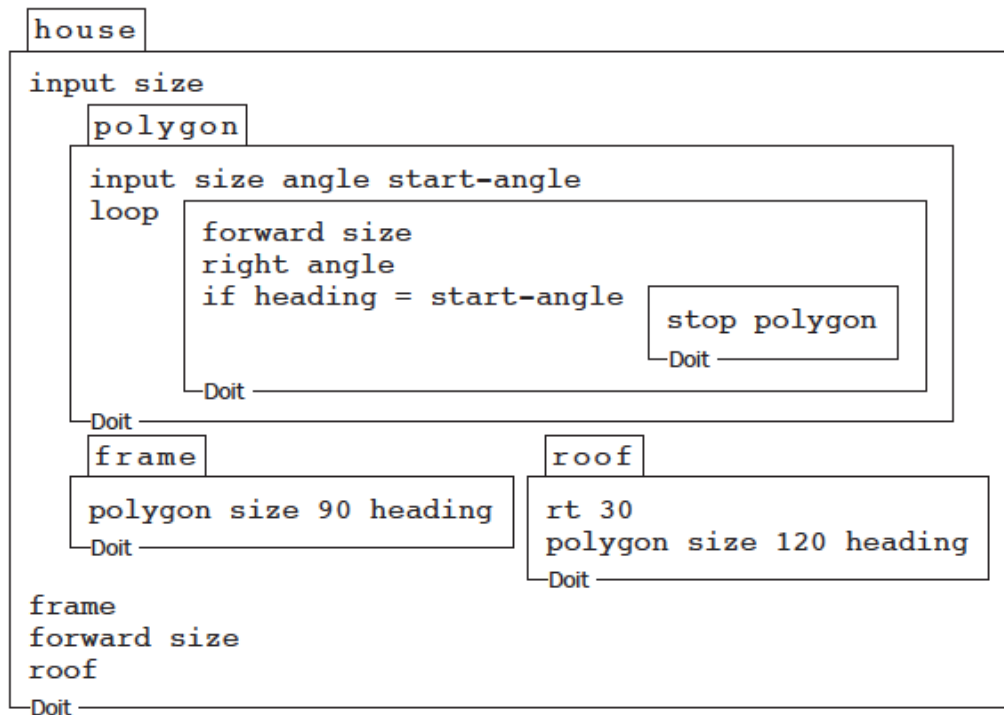 house
input size
polygon
input size angle start-angle
loop
forward size
right angle
if heading = start-angle
stop polygon
Doit
Doit
Doit
frame
polygon size 90 heading
Doit
roof
rt 30
polygon size 120 heading
Doit
frame
forward size
roof
Doit